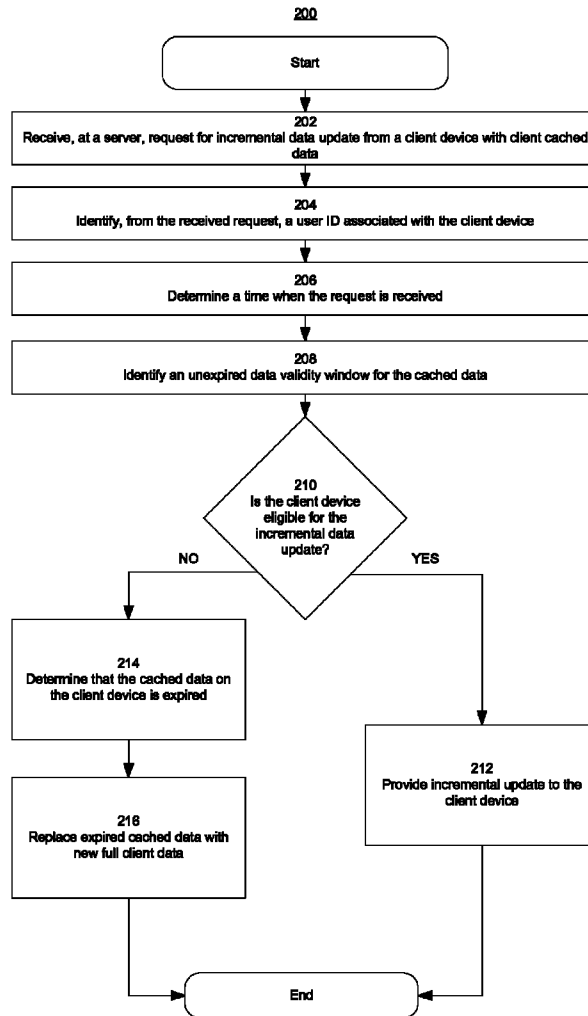 200
Start
202
Receive, at a server, request for incremental data update from a client device with client cached
data
204
Identify, from the received request, a user ID associated with the client device
206
Determine a time when the request is received
208
Identify an unexpired data validity window for the cached data
210
Is the client device
eligible for the
incremental data
update?
NO
YES
214
Determine that the cached data on
the client device is expired
212
Provide incremental update to the
client device
216
Replace expired cached data with
new full client data
End